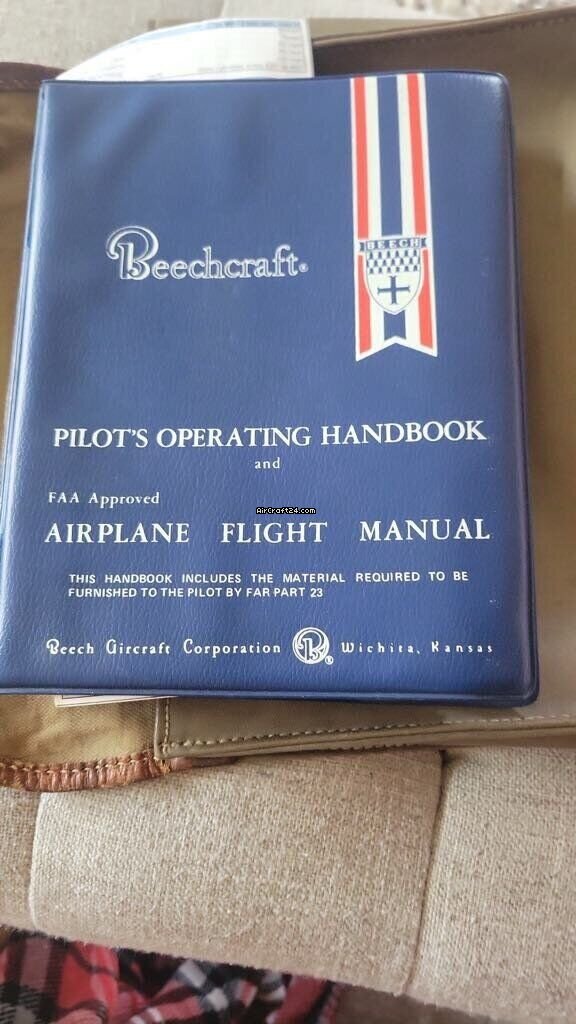 Beechcraft®
BEECH
PILOT'S OPERATING HANDBOOK
and
FAA Approved
AirCraft24.com
AIRPLANE FLIGHT MANUAL
THIS HANDBOOK INCLUDES THE MATERIAL REQUIRED TO BE
FURNISHED TO THE PILOT BY FAR PART 23
Beech Aircraft Corporation B® Wichita, Kansas